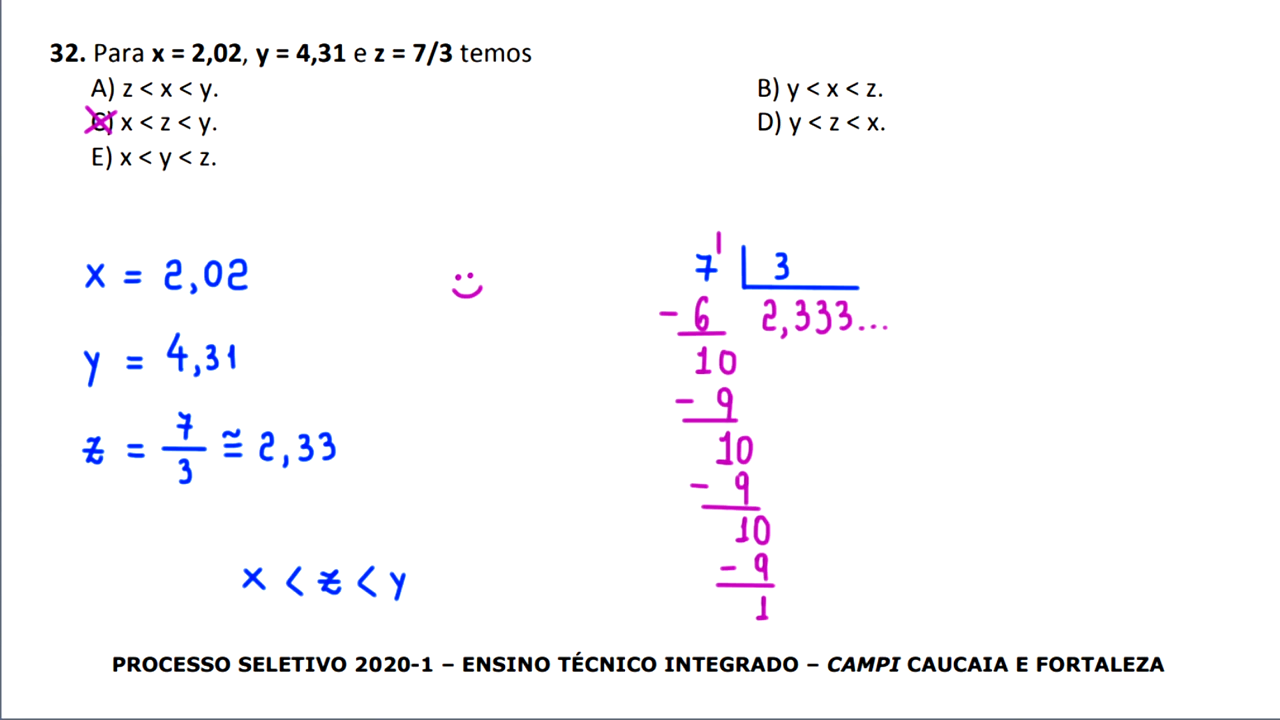 32. Para x = 2,02, y = 4,31 e z = 7/3 temos
A) z < x < y.
B) y < x < z.
C) x < z < y.
D) y < z < x.
E) x < y < z.
x = 2,02
y = 4,31
z = 7/3 ≅ 2,33
x < z < y
7 1 | 3
- 6 2,333...
10
- 9
10
- 9
10
- 9
1
PROCESSO SELETIVO 2020-1 – ENSINO TÉCNICO INTEGRADO – CAMPI CAUCAIA E FORTALEZA